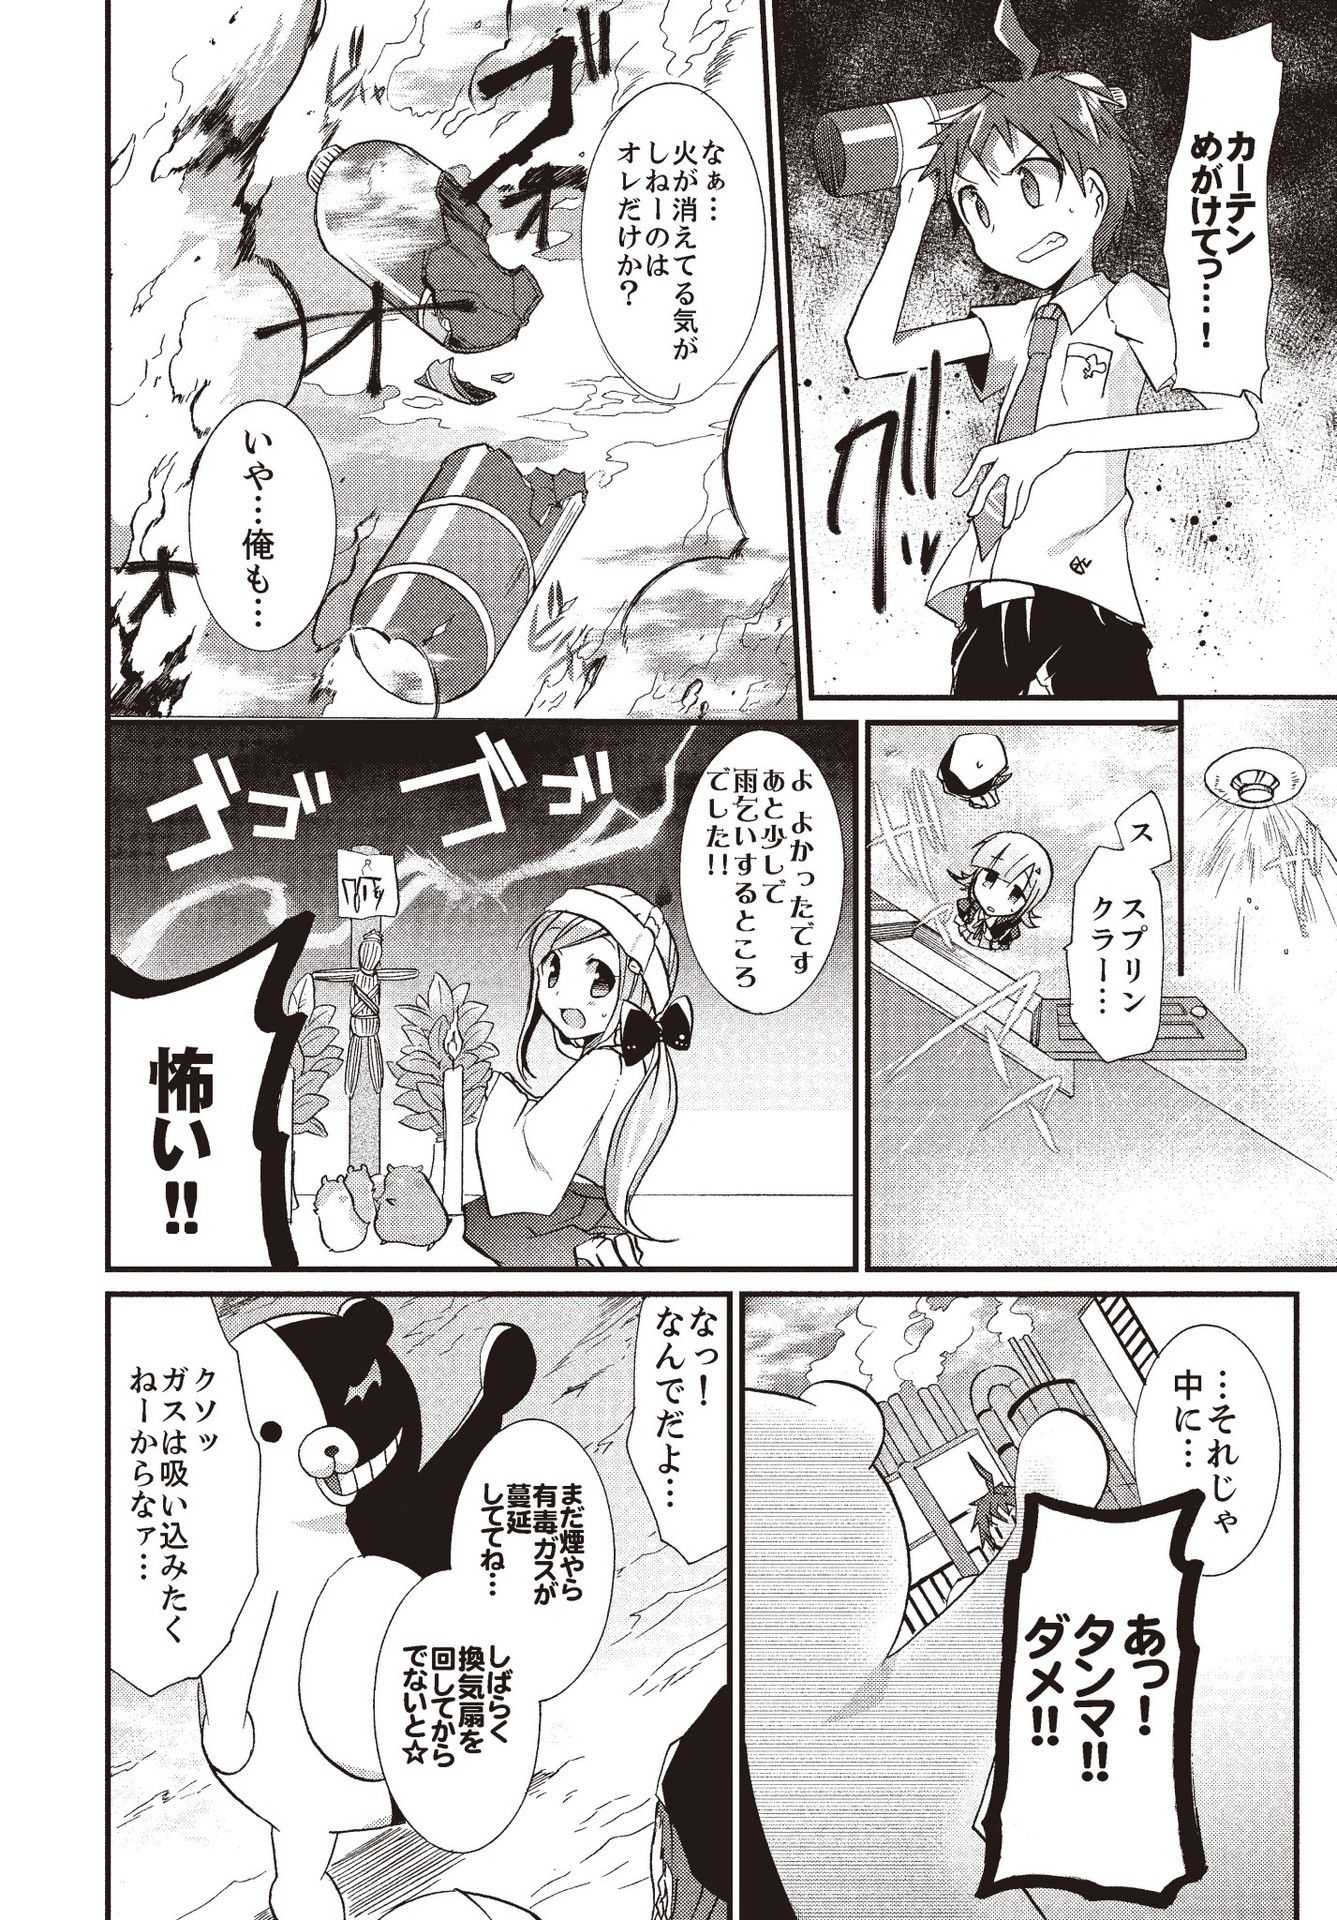 カーテン
めがけてっ…！
グッ
なぁ…
火が消えてる気が
しねーのは
オレだけか？
いや…俺も…
ス
スプリン
クラー…
よ よかったです
あと少しで
雨乞いするところ
でした!!
ゴゴゴゴ
怖い!!
…それじゃ
中に…
あっ！
タンマ!!
ダメ!!
なっ！
なんでだよ…
まだ煙やら
有毒ガスが
蔓延
しててね…
しばらく
換気扇を
回してから
でないと☆
クソッ
ガスは吸い込みたく
ねーからなァ…